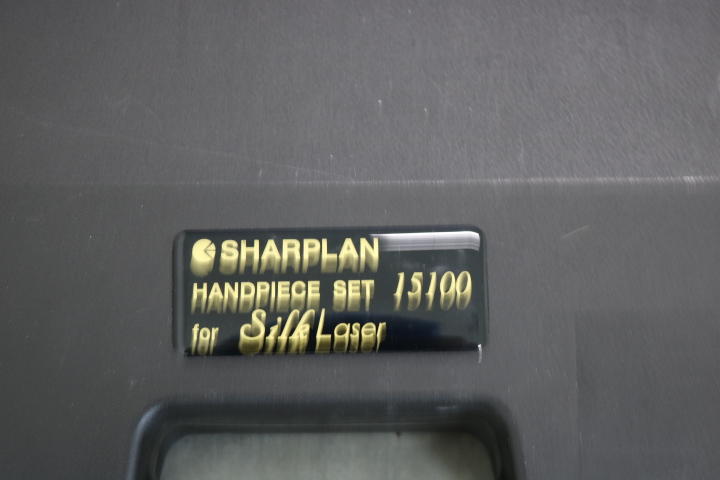 SHARPLAN
HANDPIECE SET 15100
for Silk Laser